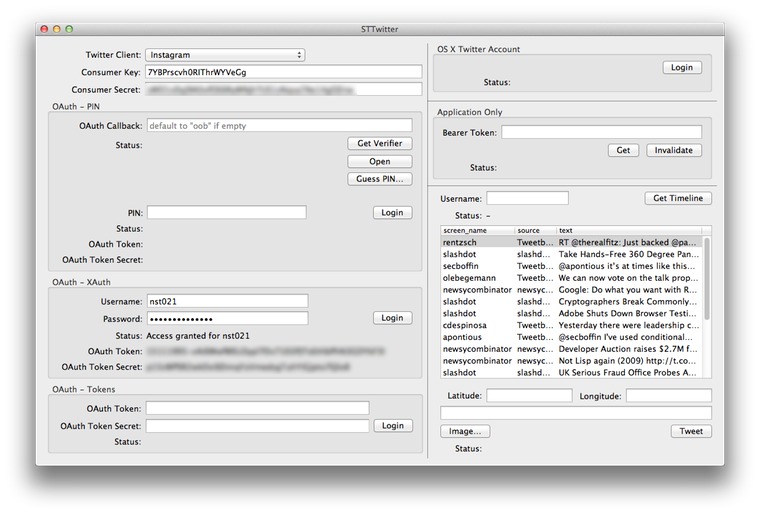 STTwitter
Twitter Client: Instagram
Consumer Key: 7YBPrscvh0RIThrWYVeGg
Consumer Secret:
OAuth - PIN
OAuth Callback: default to "oob" if empty
Status: Get Verifier
Open
Guess PIN...
PIN: Login
Status:
OAuth Token:
OAuth Token Secret:
OAuth - XAuth
Username: nst021
Password: •••••••••••••• Login
Status: Access granted for nst021
OAuth Token:
OAuth Token Secret:
OAuth - Tokens
OAuth Token:
OAuth Token Secret: Login
Status:
OS X Twitter Account
Login
Status:
Application Only
Bearer Token:
Get Invalidate
Status:
Username: Get Timeline
Status: -
screen_name source text
rentzsch Tweetb... RT @therealfitz: Just backed @pa...
slashdot slashd... Take Hands-Free 360 Degree Pan...
secboffin Tweetb... @apontious it's at times like this...
olebegemann Tweetb... We can now vote on the talk prop...
newsycombinator newsyc... Google: Do what you want with R...
slashdot slashd... Cryptographers Break Commonly...
slashdot slashd... Adobe Shuts Down Browser Testi...
cdespinosa Tweetb... Yesterday there were leadership c...
apontious Tweetb... @secboffin I've used conditional...
newsycombinator newsyc... Developer Auction raises $2.7M f...
newsycombinator newsyc... Not Lisp again (2009) http://t.co...
slashdot slashd... UK Serious Fraud Office Probes A...
Latitude: Longitude:
Image... Tweet
Status: